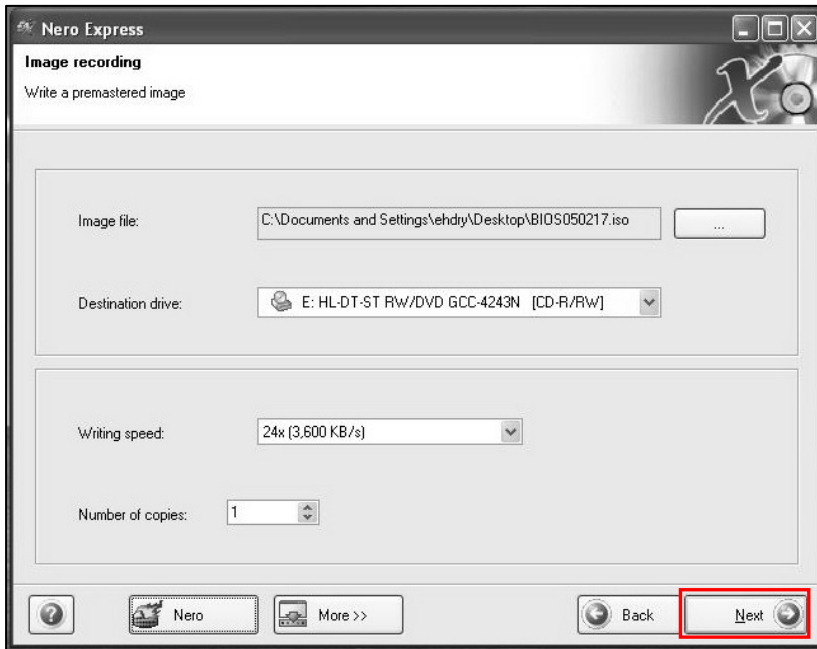 Nero Express
Image recording
Write a premastered image
Image file:
C:\Documents and Settings\ehdry\Desktop\BIOS050217.iso
...
Destination drive:
E: HL-DT-ST RW/DVD GCC-4243N [CD-R/RW]
Writing speed:
24x (3,600 KB/s)
Number of copies:
1
? Nero More >> Back Next